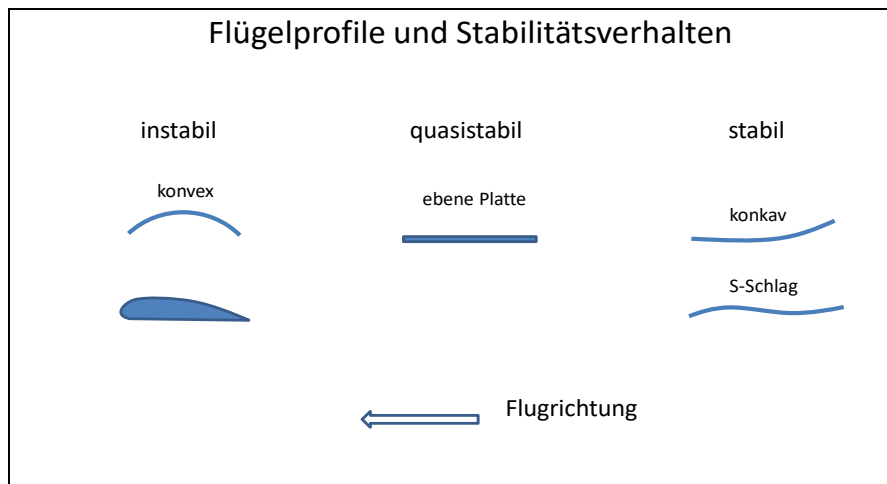 Flügelprofile und Stabilitätsverhalten
instabil
quasistabil
stabil
konvex
ebene Platte
konkav
S-Schlag
Flugrichtung